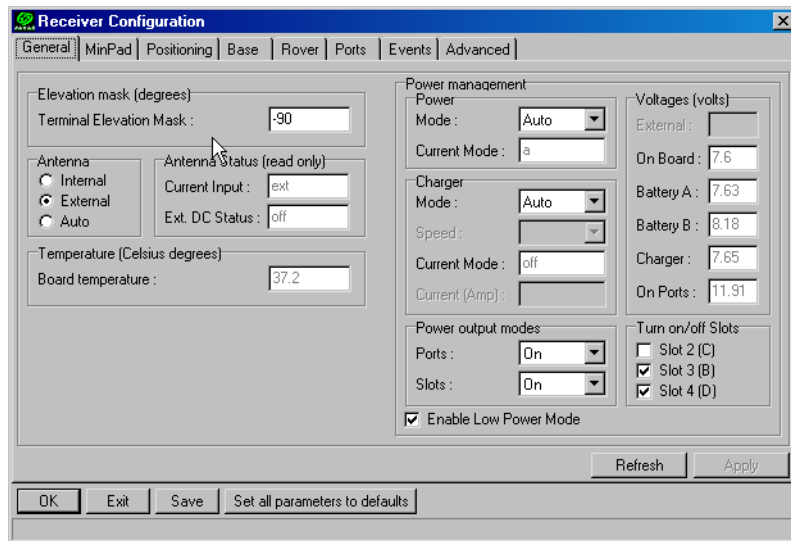 Receiver Configuration
General MinPad Positioning Base Rover Ports Events Advanced
Elevation mask (degrees)
Terminal Elevation Mask : -90
Antenna
Internal
External
Auto
Antenna Status (read only)
Current Input : ext
Ext. DC Status : off
Temperature (Celsius degrees)
Board temperature : 37.2
Power management
Power
Mode : Auto
Current Mode : a
Charger
Mode : Auto
Speed :
Current Mode : off
Current (Amp) :
Power output modes
Ports : On
Slots : On
Enable Low Power Mode
Voltages (volts)
External :
On Board : 7.6
Battery A : 7.63
Battery B : 8.18
Charger : 7.65
On Ports : 11.91
Turn on/off Slots
Slot 2 (C)
Slot 3 (B)
Slot 4 (D)
Refresh Apply
OK Exit Save Set all parameters to defaults